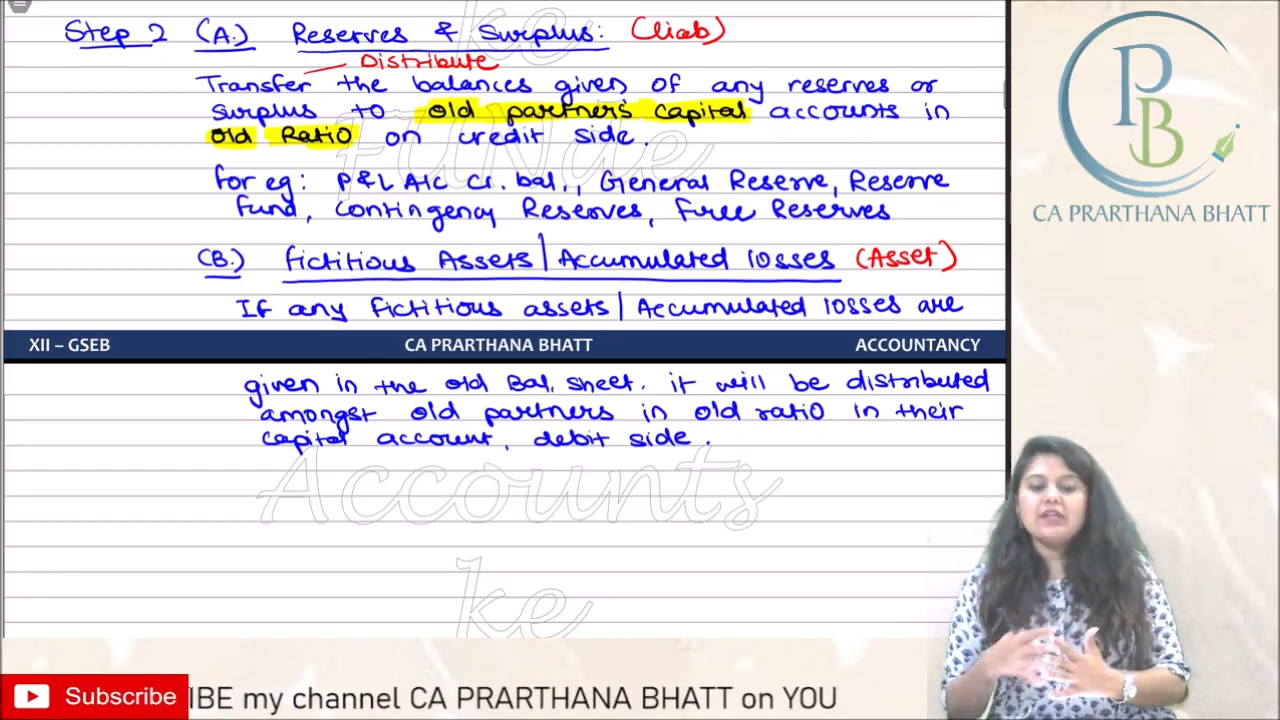 Step 2 (A.) Reserves & Surplus: (liab)
Distribute
Transfer the balances given of any reserves or
surplus to old partner's capital accounts in
old Ratio on credit side.
for eg: P&L A/c Cr. bal., General Reserve, Reserve
Fund, Contingency Reserves, Free Reserves
(B.) Fictitious Assets | Accumulated losses (Asset)
If any fictitious assets | Accumulated losses are
XII – GSEB CA PRARTHANA BHATT ACCOUNTANCY
given in the old Bal. sheet. it will be distributed
amongst old partners in old ratio in their
capital account, debit side.
Accounts
ke
PB
CA PRARTHANA BHATT
Subscribe IBE my channel CA PRARTHANA BHATT on YOU